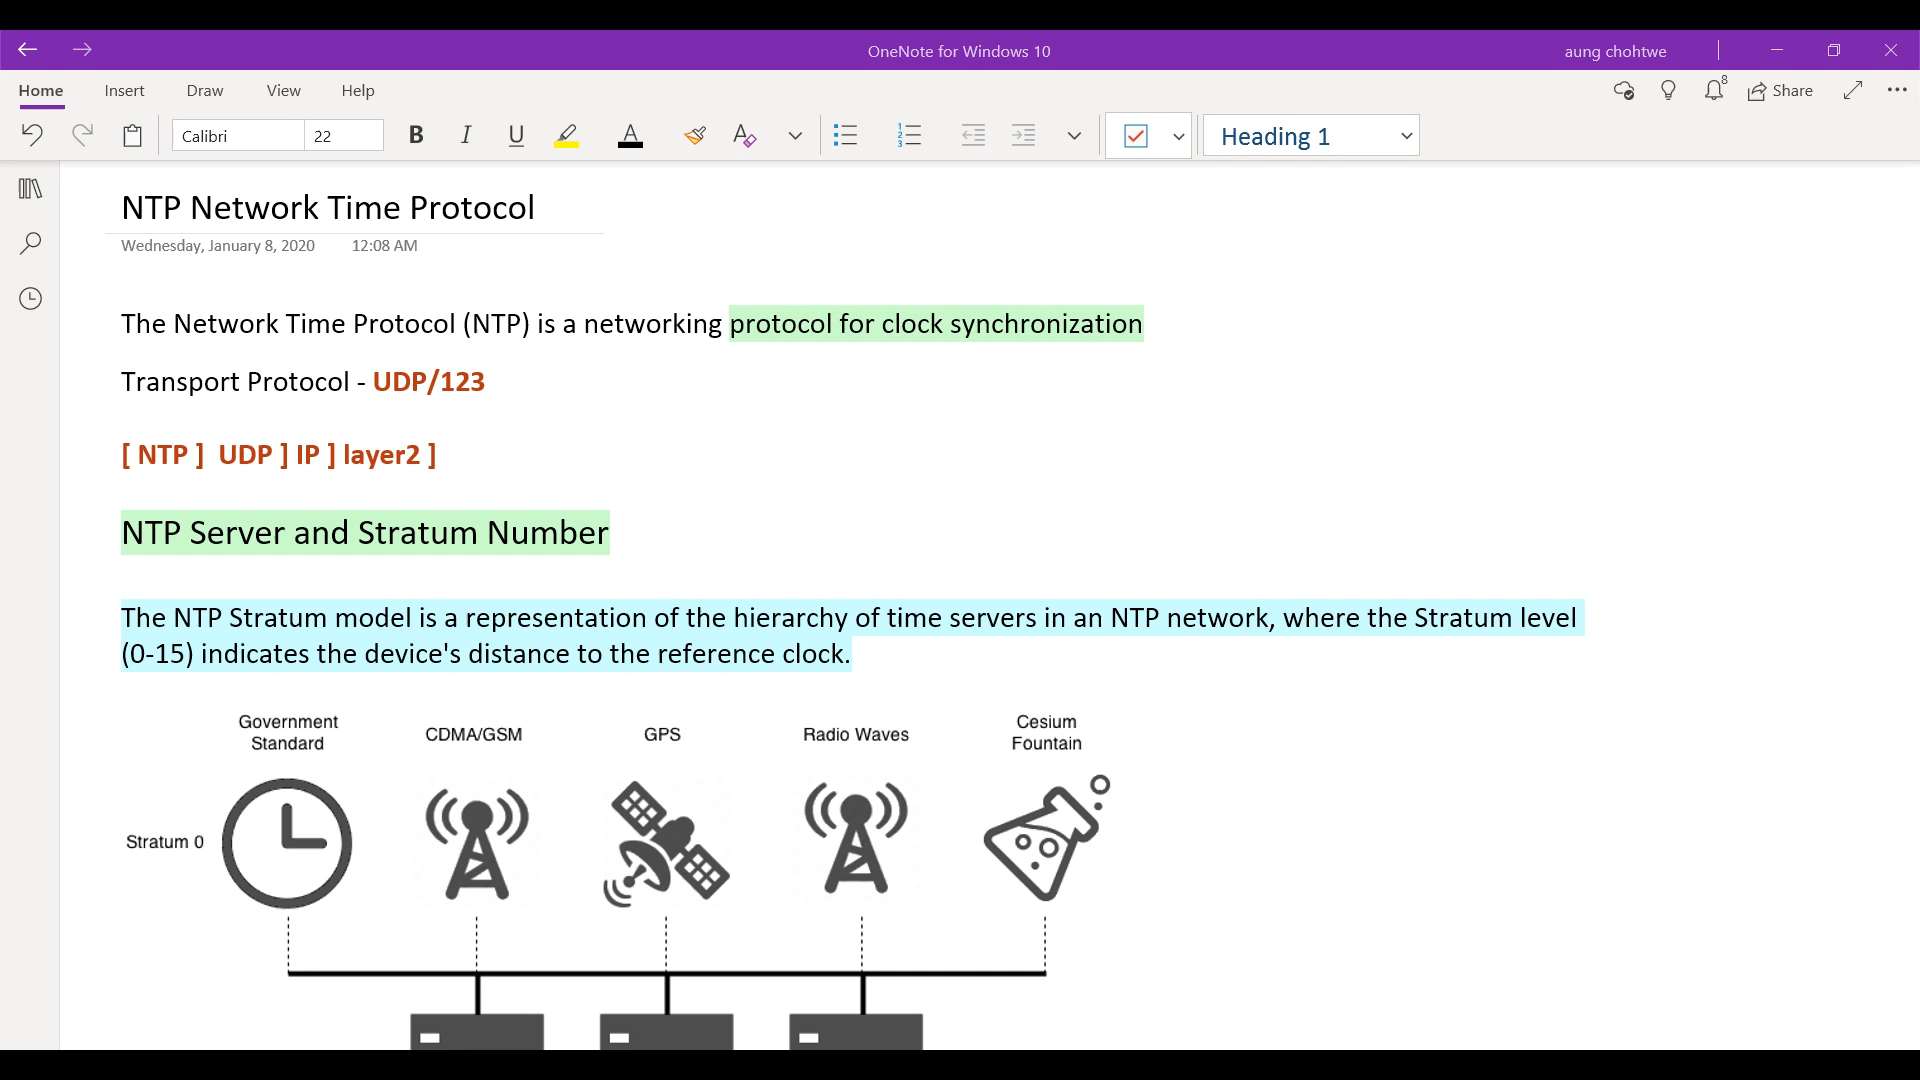 OneNote for Windows 10
aung chohtwe
Home Insert Draw View Help
8
Share
Calibri 22 B I U A A Heading 1
NTP Network Time Protocol
Wednesday, January 8, 2020 12:08 AM
The Network Time Protocol (NTP) is a networking protocol for clock synchronization
Transport Protocol - UDP/123
[ NTP ] UDP ] IP ] layer2 ]
NTP Server and Stratum Number
The NTP Stratum model is a representation of the hierarchy of time servers in an NTP network, where the Stratum level
(0-15) indicates the device's distance to the reference clock.
Government
Standard
CDMA/GSM
GPS
Radio Waves
Cesium
Fountain
Stratum 0